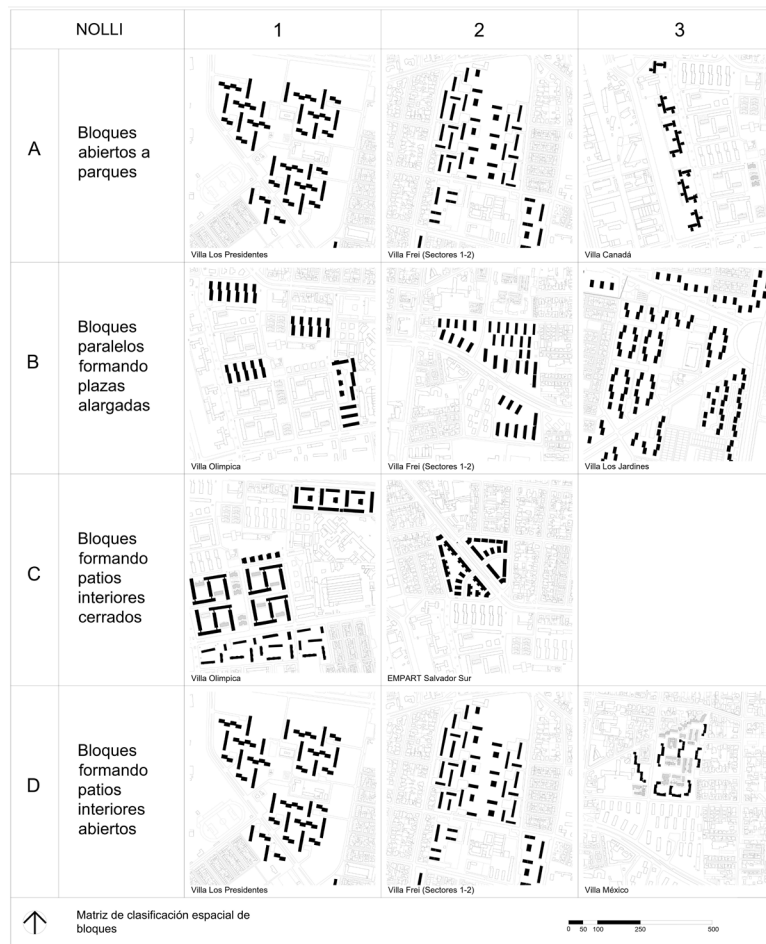 NOLLI 1 2 3
A
Bloques
abiertos a
parques
Villa Los Presidentes
Villa Frei (Sectores 1-2)
Villa Canadá
B
Bloques
paralelos
formando
plazas
alargadas
Villa Olimpica
Villa Frei (Sectores 1-2)
Villa Los Jardines
C
Bloques
formando
patios
interiores
cerrados
Villa Olimpica
EMPART Salvador Sur
D
Bloques
formando
patios
interiores
abiertos
Villa Los Presidentes
Villa Frei (Sectores 1-2)
Villa México
Matriz de clasificación espacial de
bloques
0 50 100 250 500